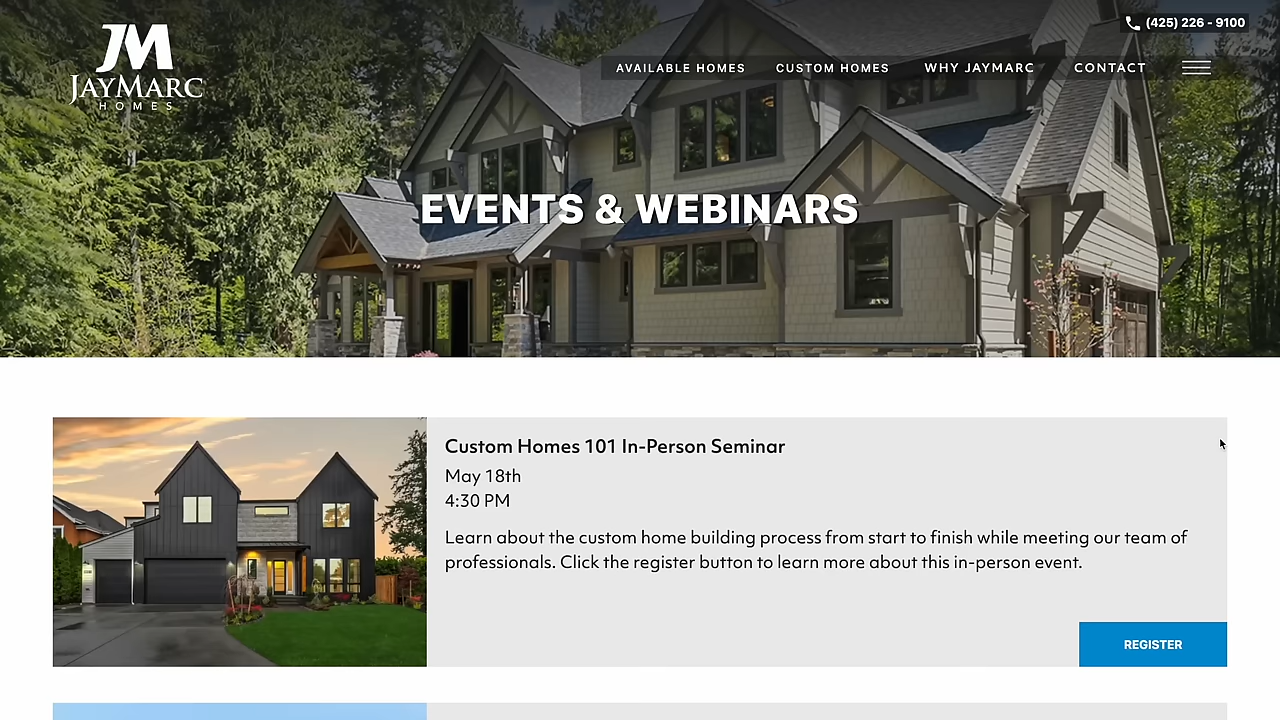 (425) 226 - 9100
JM
JAYMARC
HOMES
AVAILABLE HOMES
CUSTOM HOMES
WHY JAYMARC
CONTACT
EVENTS & WEBINARS
Custom Homes 101 In-Person Seminar
May 18th
4:30 PM
Learn about the custom home building process from start to finish while meeting our team of
professionals. Click the register button to learn more about this in-person event.
REGISTER